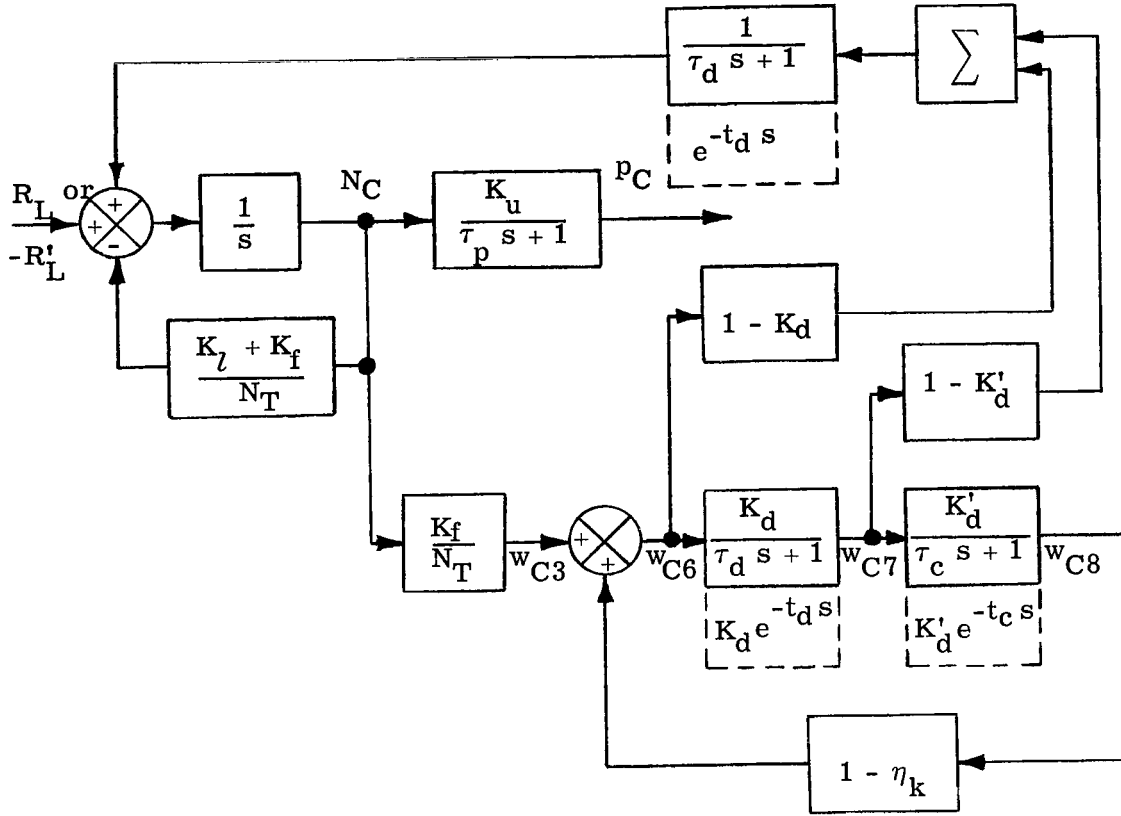 1
τ_d s + 1
Σ
e^{-t_d s}
R_L or
-R'_L
+
+
-
1
s
N_C
K_u
τ_p s + 1
p_C
K_l + K_f
N_T
1 - K_d
1 - K'_d
K_f
N_T
w_C3
+
+
w_C6
K_d
τ_d s + 1
w_C7
K'_d
τ_c s + 1
w_C8
K_d e^{-t_d s}
K'_d e^{-t_c s}
1 - η_k